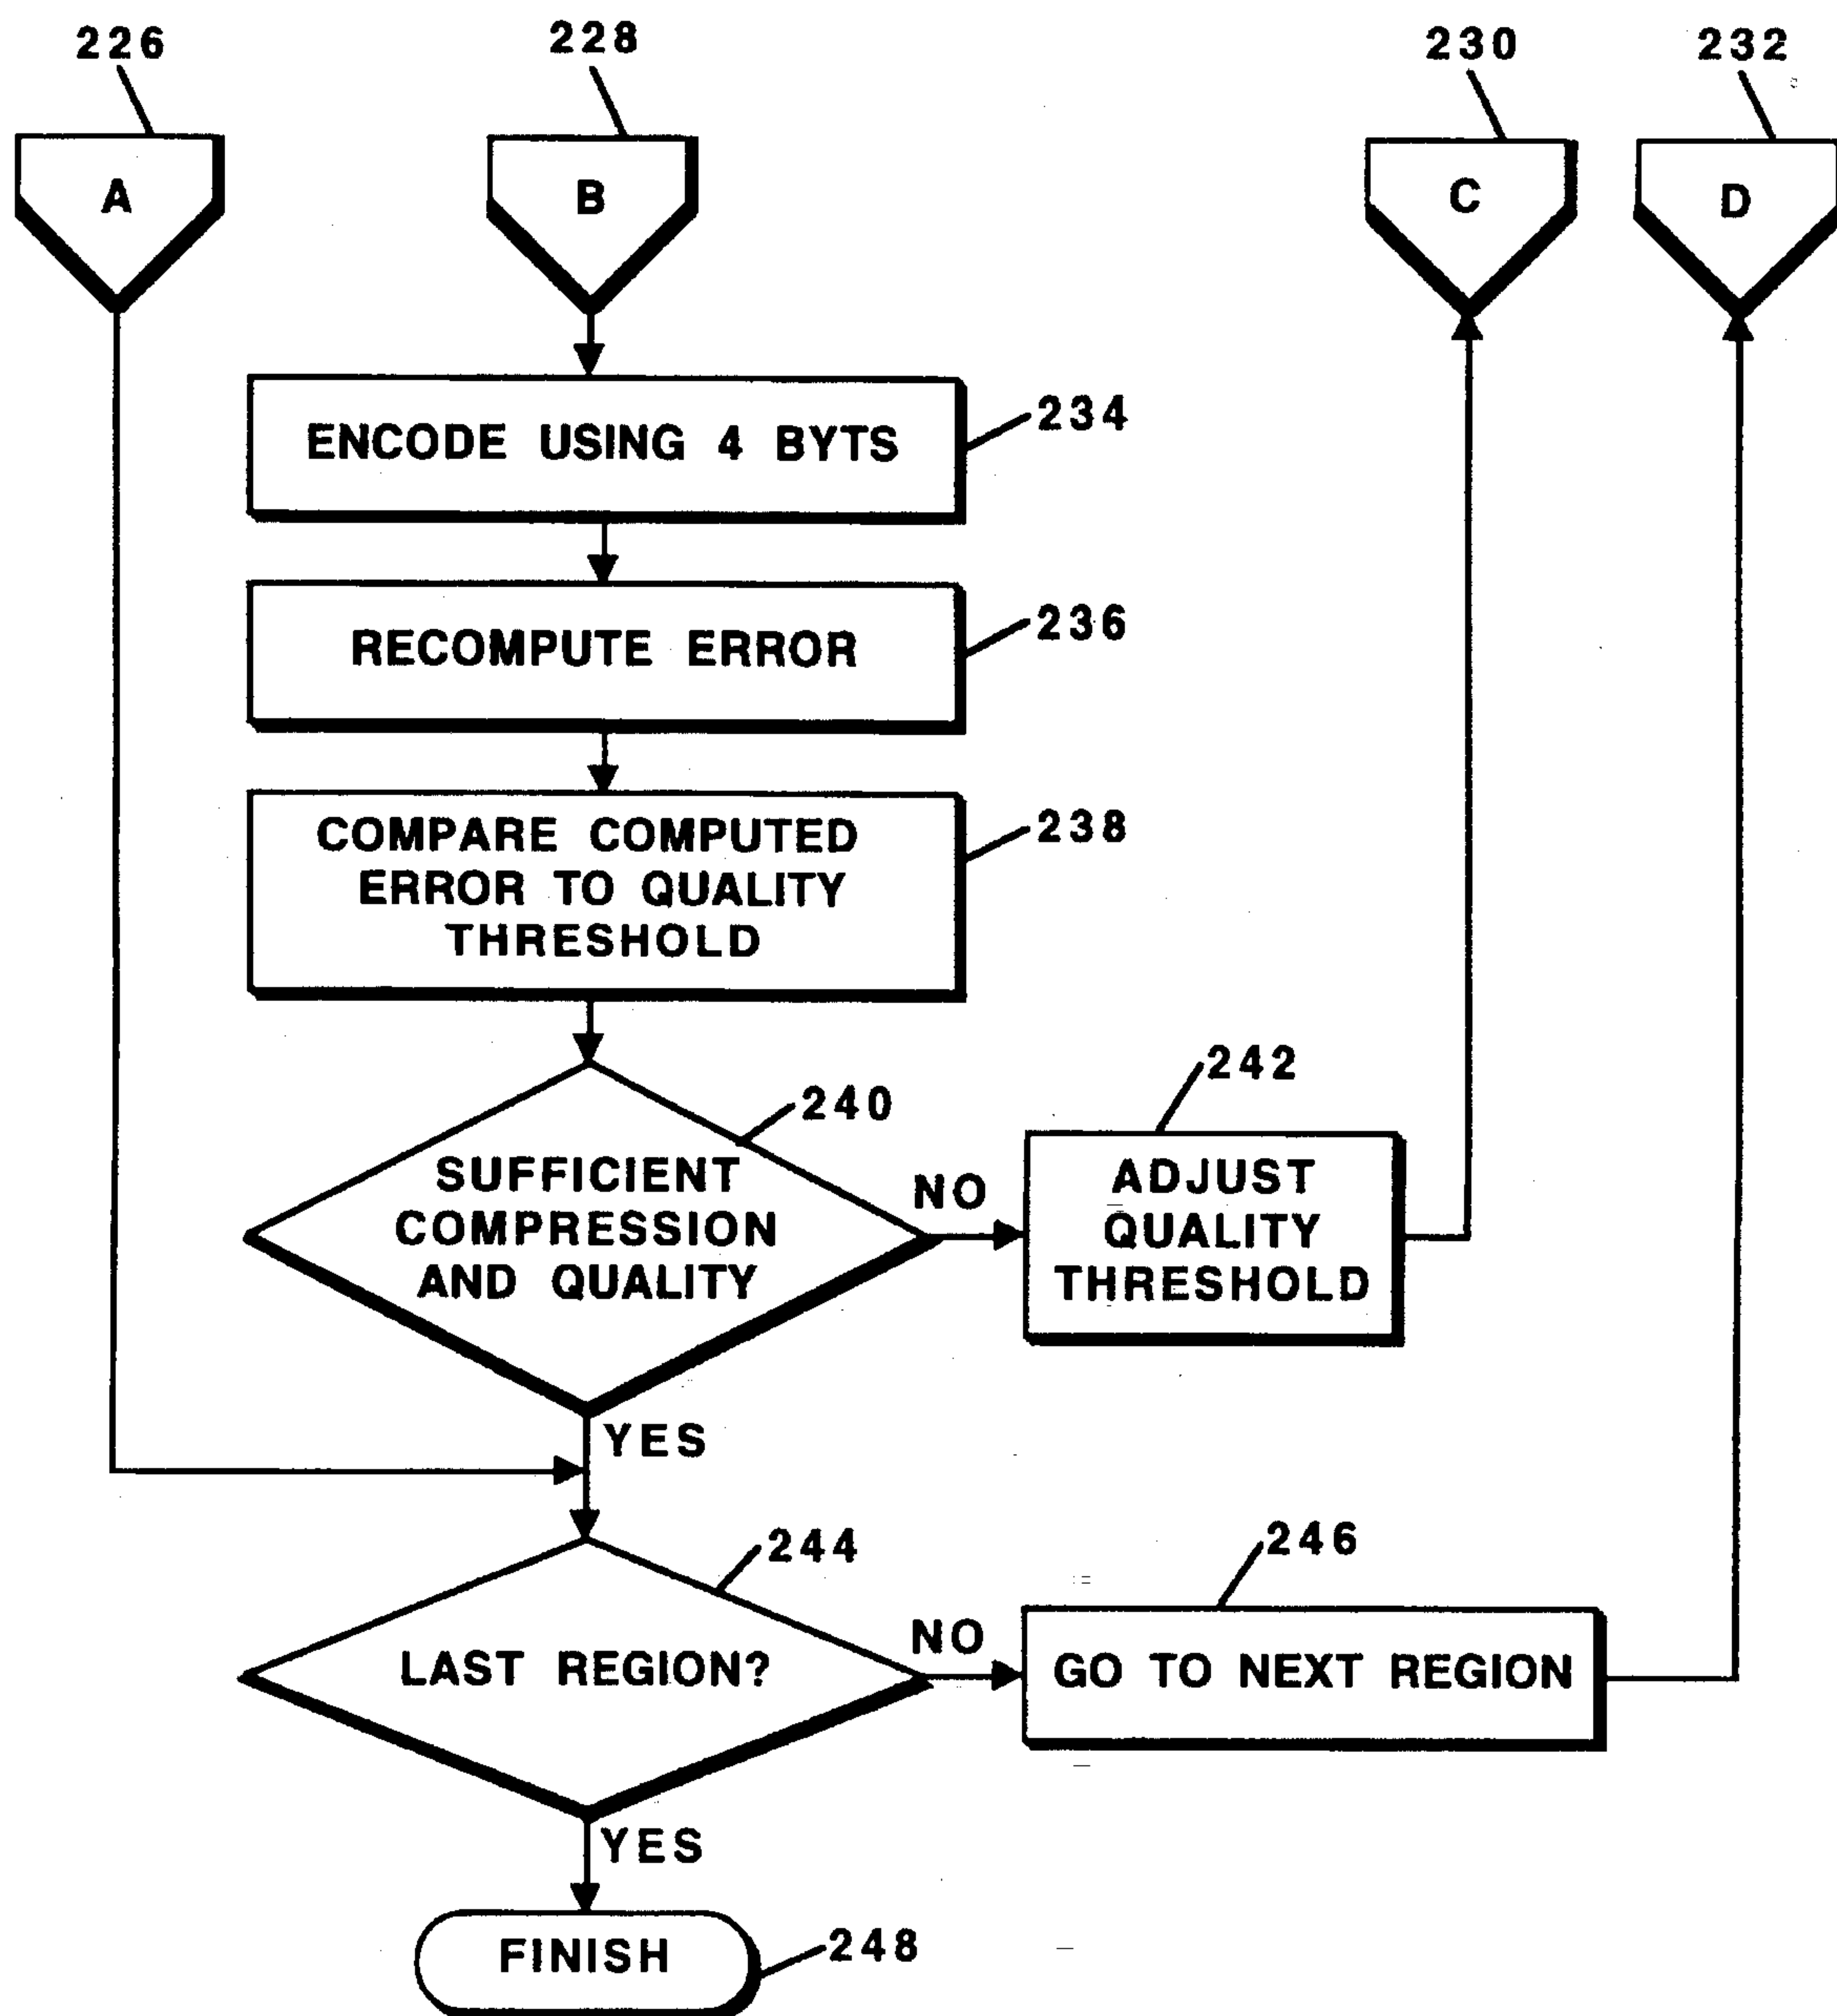 226
228
230
232
A
B
C
D
ENCODE USING 4 BYTS
234
RECOMPUTE ERROR
236
COMPARE COMPUTED
ERROR TO QUALITY
THRESHOLD
238
240
SUFFICIENT
COMPRESSION
AND QUALITY
NO
242
ADJUST
QUALITY
THRESHOLD
YES
244
LAST REGION?
NO
246
GO TO NEXT REGION
YES
FINISH
248